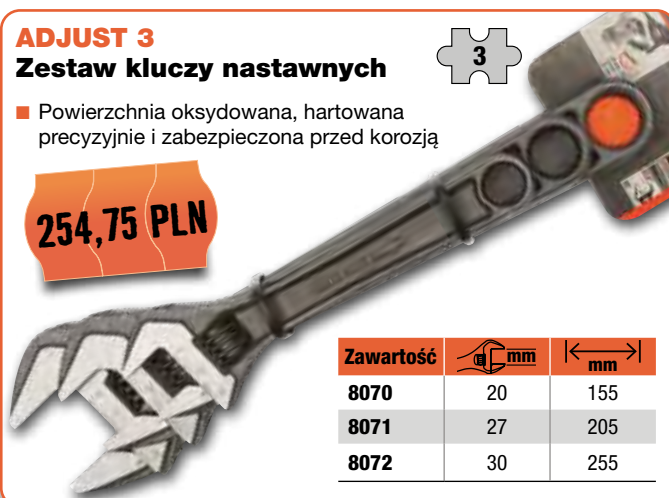 ADJUST 3
Zestaw kluczy nastawnych
3
■ Powierzchnia oksydowana, hartowana
precyzyjnie i zabezpieczona przed korozją
254,75 PLN
Zawartość mm mm
8070 20 155
8071 27 205
8072 30 255